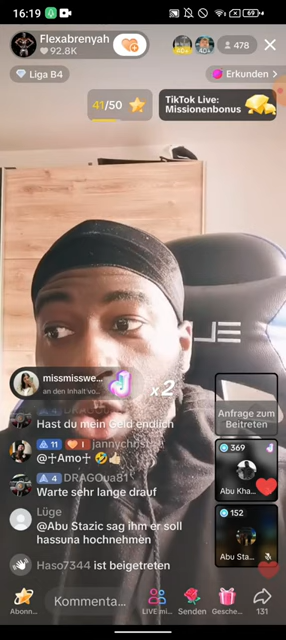 16:19
69
Flexabrenyah
92.8K
478
Liga B4
Erkunden
41/50
TikTok Live:
Missionenbonus
missmisswe...
an den Inhalt vo...
x2
Hast du mein Geld endlich
11 1 jannychris
@☩Amo☩ 🤣👍🏼
4 DRAGOua81
Warte sehr lange drauf
Lüge
@Abu Stazic sag ihm er soll
hassuna hochnehmen
Haso7344 ist beigetreten
Anfrage zum
Beitreten
369
Abu Kha...
152
Abu Sta...
Abonn...
Kommenta...
LIVE mi...
Senden
Gesche...
131